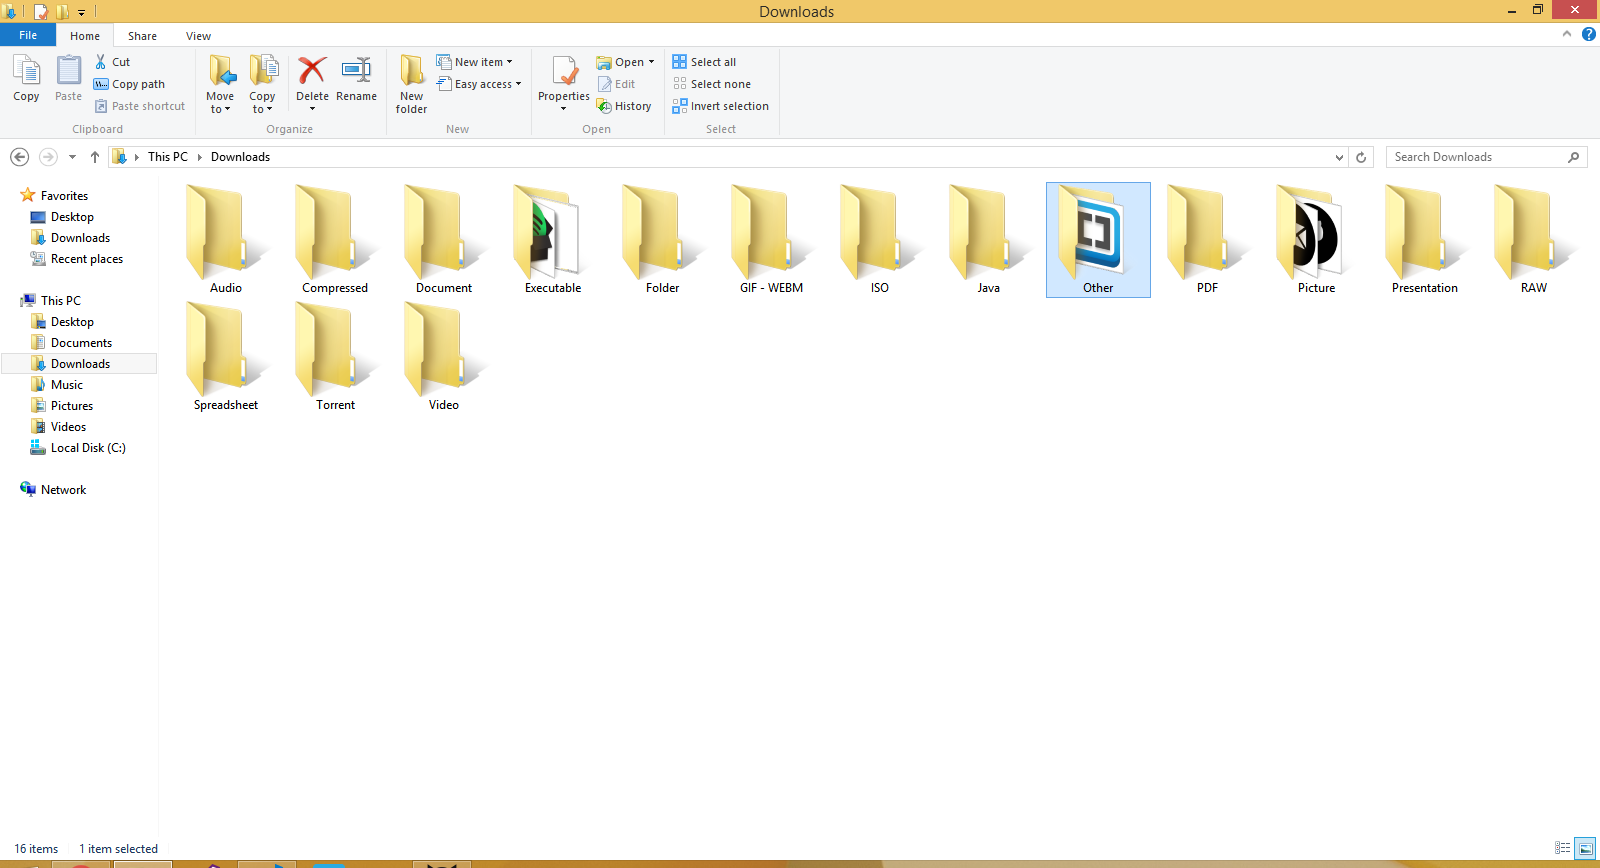 Downloads
File Home Share View
Copy
Paste
Cut
Copy path
Paste shortcut
Clipboard
Move to
Copy to
Delete
Rename
Organize
New folder
New item
Easy access
New
Properties
Open
Edit
History
Open
Select all
Select none
Invert selection
Select
This PC Downloads
Search Downloads
Favorites
Desktop
Downloads
Recent places
This PC
Desktop
Documents
Downloads
Music
Pictures
Videos
Local Disk (C:)
Network
Audio Compressed Document Executable Folder GIF - WEBM ISO Java Other PDF Picture Presentation RAW
Spreadsheet Torrent Video
16 items 1 item selected